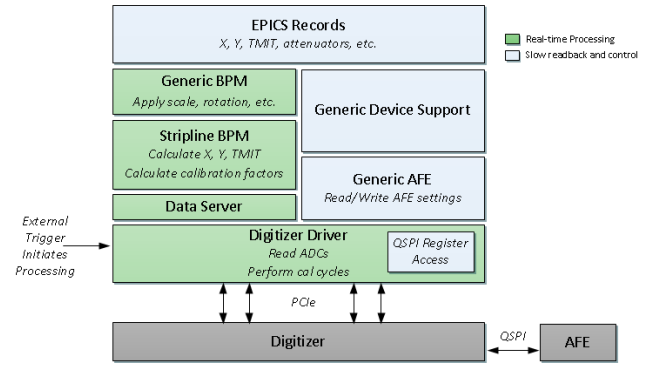 EPICS Records
X, Y, TMIT, attenuators, etc.
Real-time Processing
Slow readback and control
Generic BPM
Apply scale, rotation, etc.
Generic Device Support
Stripline BPM
Calculate X, Y, TMIT
Calculate calibration factors
Generic AFE
Read/Write AFE settings
Data Server
External
Trigger
Initiates
Processing
Digitizer Driver
Read ADCs
Perform cal cycles
QSPI Register
Access
PCIe
Digitizer
QSPI
AFE